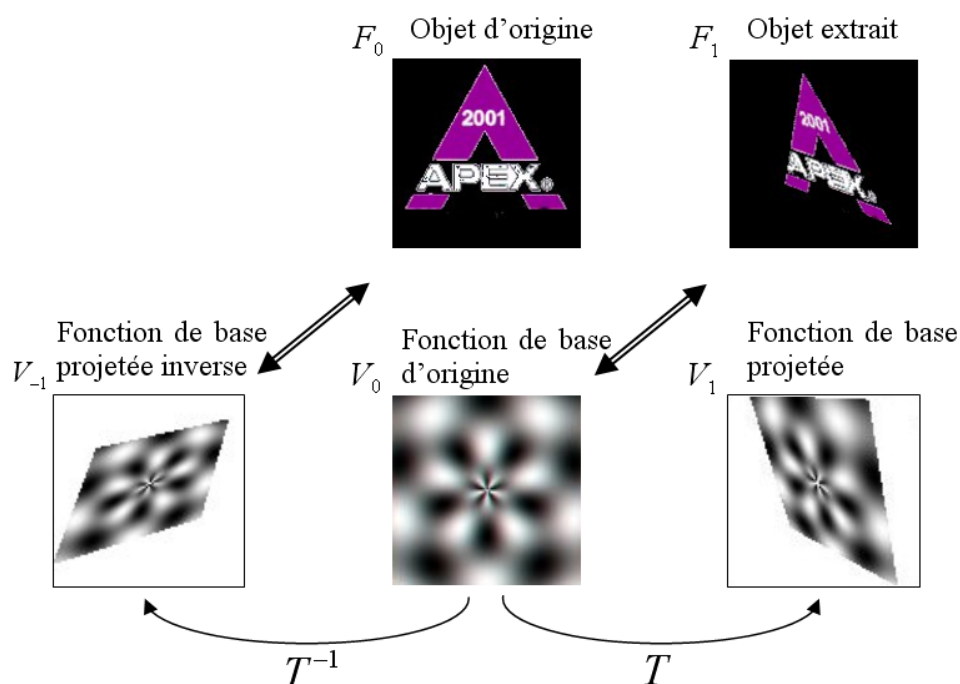 F₀ Objet d'origine
F₁ Objet extrait
2001
APEX®
2001
APEX®
Fonction de base
projetée inverse
V₋₁
Fonction de base
d'origine
V₀
Fonction de base
projetée
V₁
T⁻¹
T